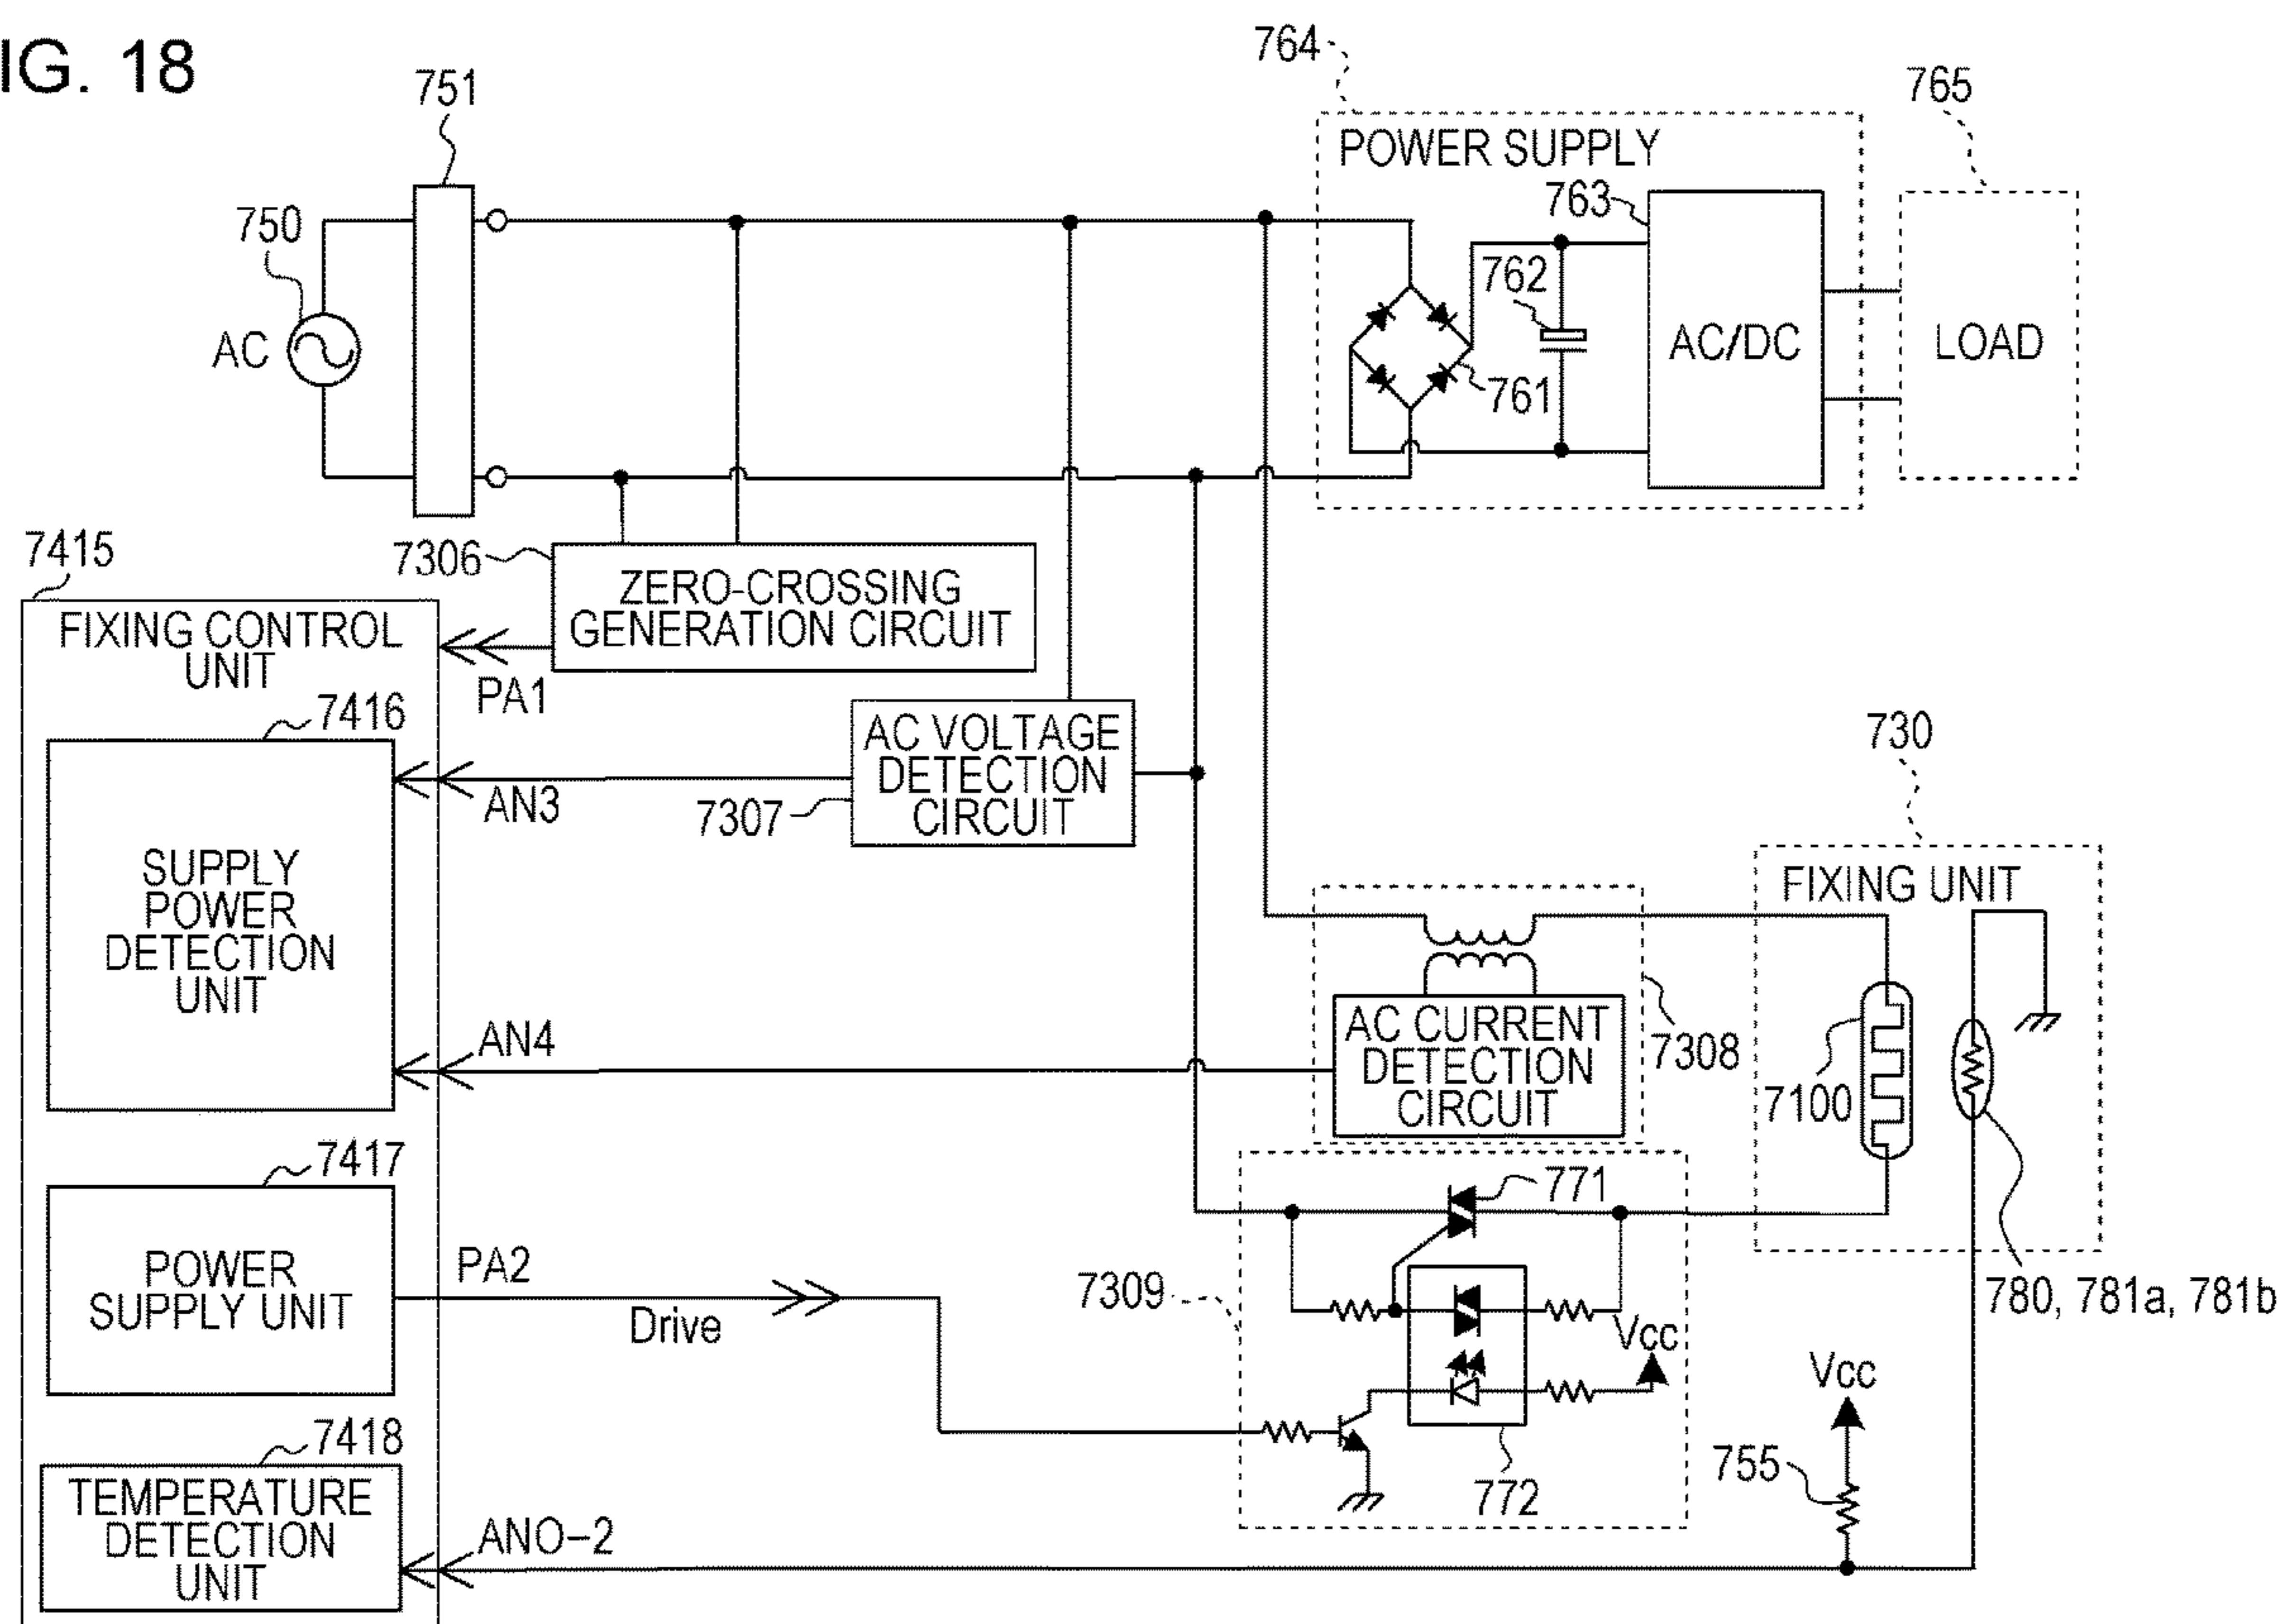 IG. 18
764
751
765
POWER SUPPLY
763
750
762
AC
AC/DC
LOAD
761
7415
7306
ZERO-CROSSING
GENERATION CIRCUIT
FIXING CONTROL
UNIT
PA1
7416
AC VOLTAGE
DETECTION
CIRCUIT
730
AN3
7307
SUPPLY
POWER
DETECTION
UNIT
FIXING UNIT
AN4
AC CURRENT
DETECTION
CIRCUIT
7308
7100
7417
771
PA2
POWER
SUPPLY UNIT
7309
780, 781a, 781b
Drive
Vcc
Vcc
7418
755
772
TEMPERATURE
DETECTION
UNIT
ANO-2